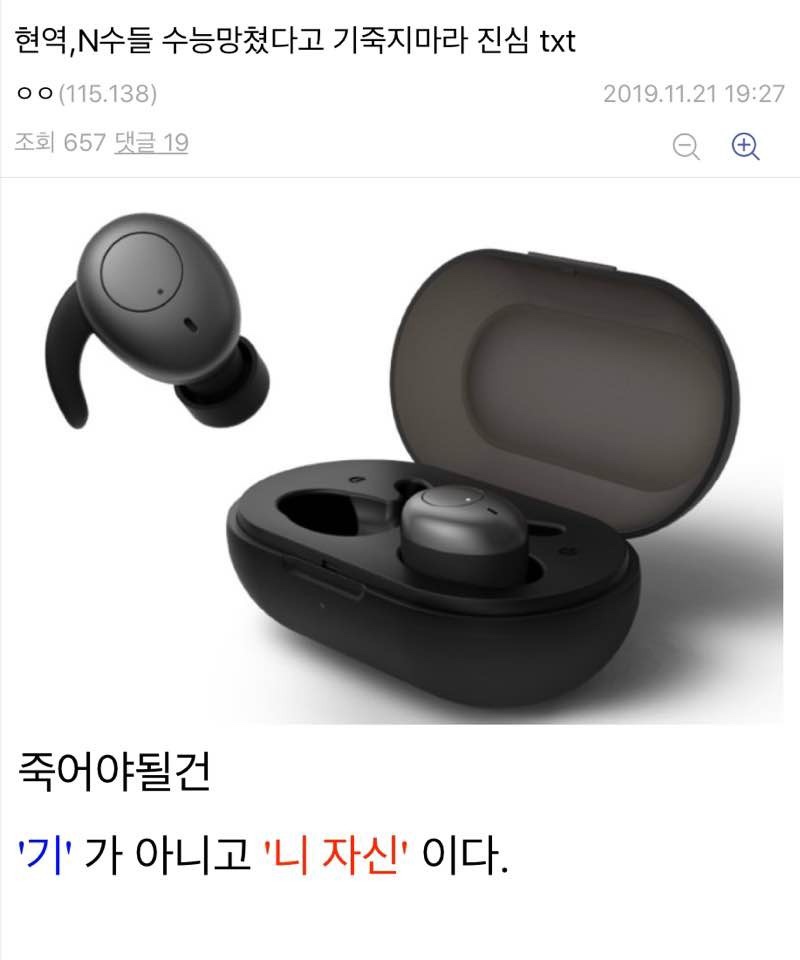 현역,N수들 수능망쳤다고 기죽지마라 진심 txt
ㅇㅇ(115.138)
2019.11.21 19:27
조회 657 댓글 19
죽어야될건
'기' 가 아니고 '니 자신' 이다.